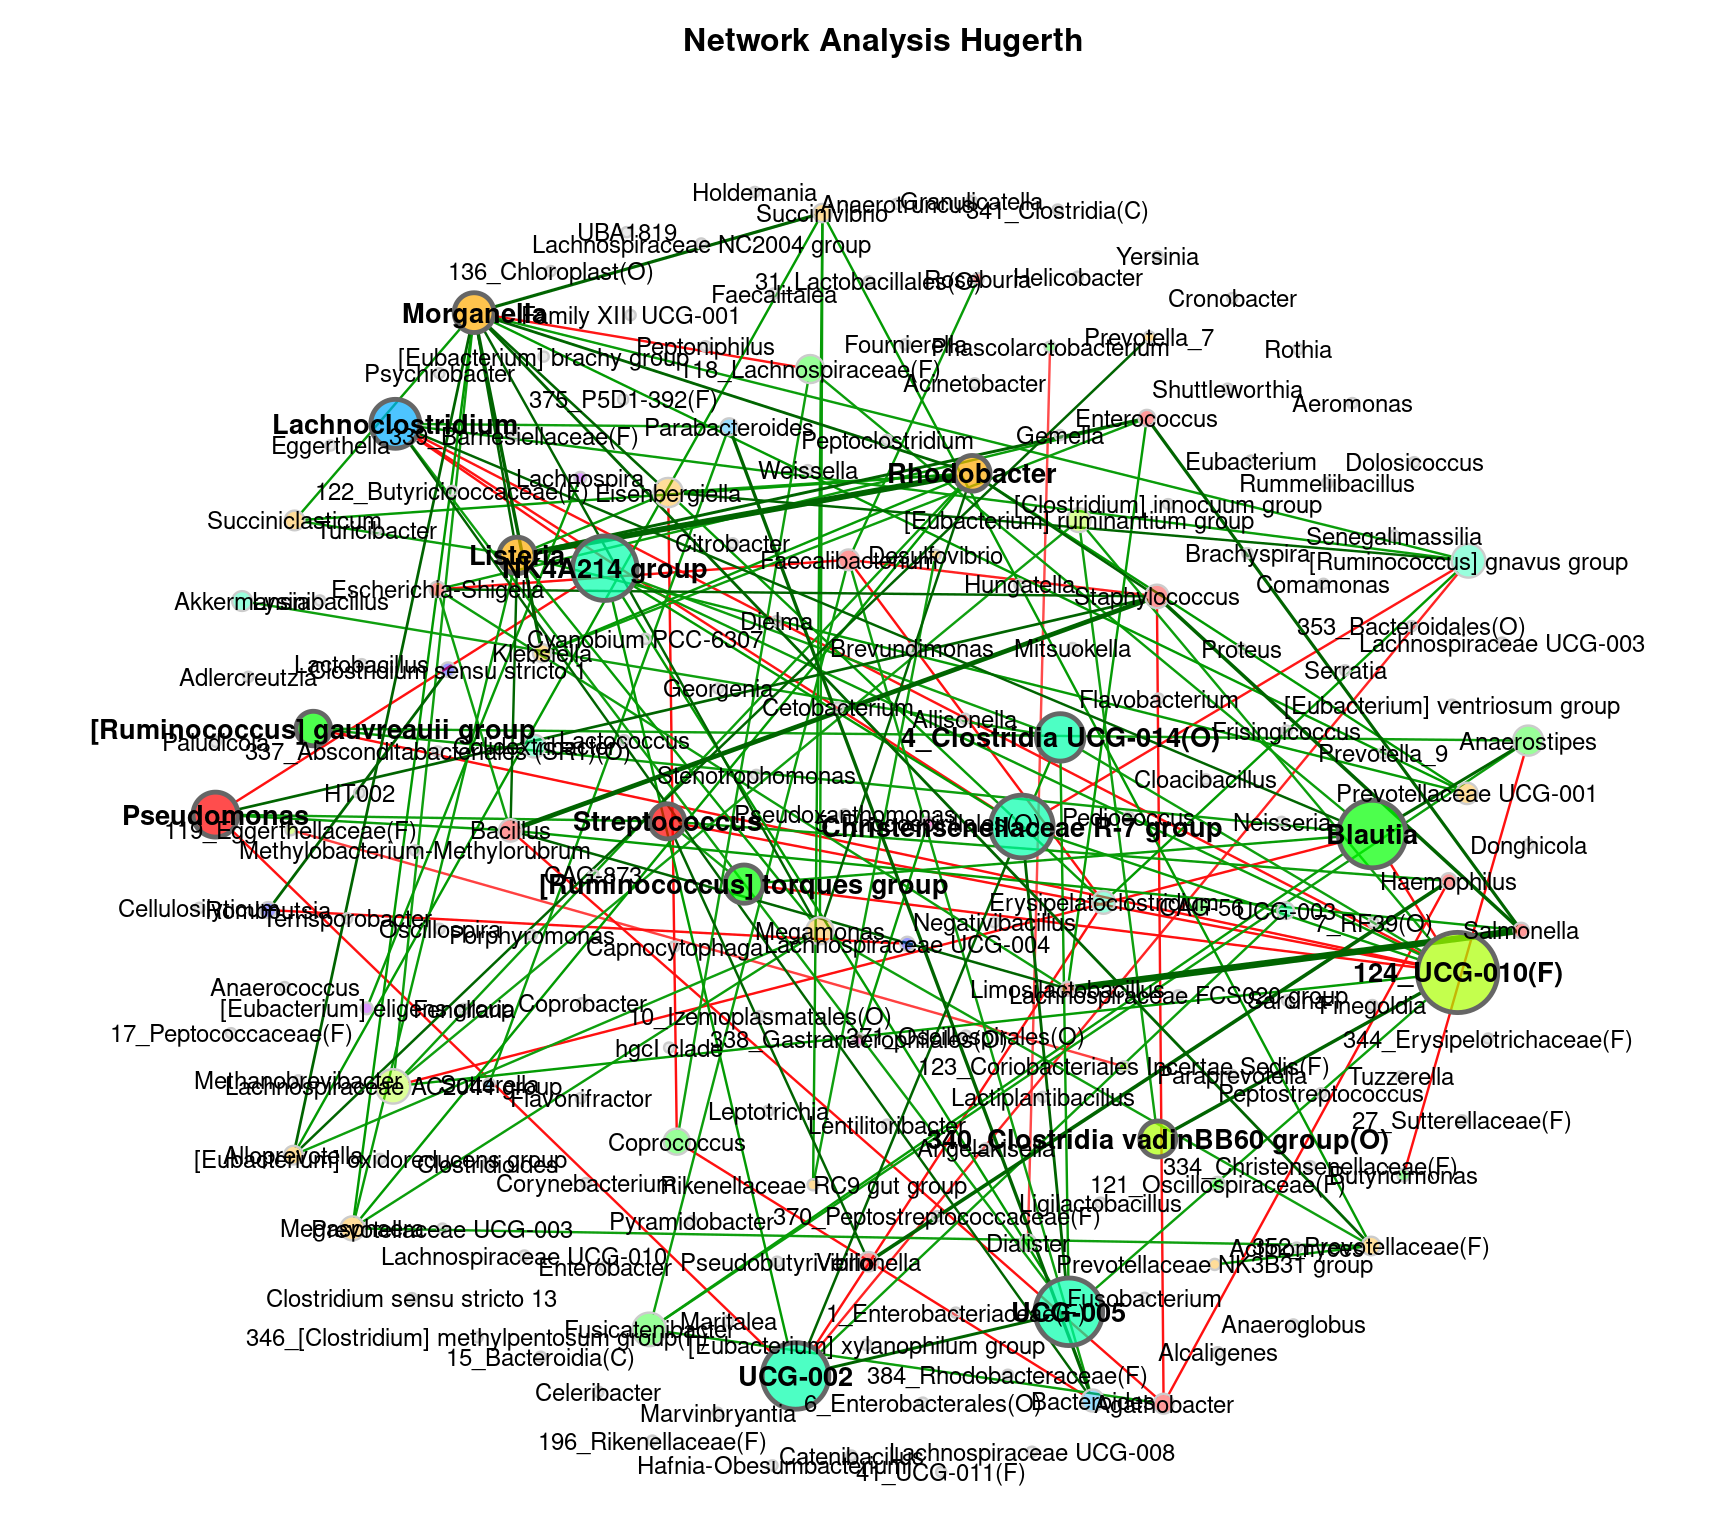 Network Analysis Hugerth
Holdemania
Anaerotruncus
Granulicatella
341_Clostridia(C)
Succinivibrio
UBA1819
Lachnospiraceae NC2004 group
Yersinia
136_Chloroplast(O)
31_Lactobacillales(O)
Roseburia
Helicobacter
Faecalitalea
Cronobacter
Morganella
Family XIII UCG-001
Prevotella_7
Peptoniphilus
Fournierella
Phascolarctobacterium
Rothia
[Eubacterium] brachy group
118_Lachnospiraceae(F)
Psychrobacter
Acinetobacter
Shuttleworthia
375_P5D1-392(F)
Aeromonas
Lachnoclostridium
Parabacteroides
Enterococcus
Eggerthella
339_Barnesiellaceae(F)
Peptoclostridium
Gemella
Weissella
Rhodobacter
Eubacterium
Dolosicoccus
Lachnospira
Rummeliibacillus
122_Butyricicoccaceae(F)
Eisenbergiella
[Clostridium] innocuum group
Succiniclasticum
[Eubacterium] ruminantium group
Turicibacter
Citrobacter
Senegalimassilia
Listeria
Faecalibacterium
Desulfovibrio
Brachyspira
[Ruminococcus] gnavus group
NK4A214 group
Escherichia-Shigella
Hungatella
Comamonas
Akkermansia
Lysinibacillus
Staphylococcus
Dielma
353_Bacteroidales(O)
Cyanobium PCC-6307
Klebsiella
Brevundimonas
Mitsuokella
Proteus
Lachnospiraceae UCG-003
Lactobacillus
Clostridium sensu stricto 1
Serratia
Adlercreutzia
Georgenia
Flavobacterium
[Eubacterium] ventriosum group
Cetobacterium
Allisonella
[Ruminococcus] gauvreauii group
4_Clostridia UCG-014(O)
Frisingicoccus
Paludicola
337_Absconditabacteriales (SR1)(O)
Lactococcus
Prevotella_9
Anaerostipes
Stenotrophomonas
Cloacibacillus
HT002
Prevotellaceae UCG-001
Pseudomonas
Streptococcus
Pseudoxanthomonas
Christensenellaceae R-7 group
Pediococcus
Neisseria
Blautia
119_Eggerthellaceae(F)
Bacillus
Methylobacterium-Methylorubrum
Donghicola
CAG-873
[Ruminococcus] torques group
Haemophilus
Cellulosilyticum
Romboutsia
Erysipelatoclostridium
CAG-56
UCG-003
Terrisporobacter
Oscillospira
Negativibacillus
7_RF39(O)
Porphyromonas
Megamonas
Salmonella
Capnocytophaga
Lachnospiraceae UCG-004
124_UCG-010(F)
Anaerococcus
Limosilactobacillus
Lachnospiraceae FCS020 group
[Eubacterium] eligens group
Coprobacter
Finegoldia
17_Peptococcaceae(F)
10_Izemoplasmatales(O)
hgcI clade
338_Gastranaerophilales(O)
371_Oscillospirales(O)
344_Erysipelotrichaceae(F)
123_Coriobacteriales Incertae Sedis(F)
Methanobrevibacter
Lachnospiraceae AC2044 group
Sutterella
Paraprevotella
Tuzzerella
Flavonifractor
Lactiplantibacillus
Peptostreptococcus
Leptotrichia
Lentilitoribacter
27_Sutterellaceae(F)
Coprococcus
340_Clostridia vadinBB60 group(O)
Angelakisella
Alloprevotella
[Eubacterium] oxidoreducens group
Clostridioides
334_Christensenellaceae(F)
Butyricimonas
Corynebacterium
Rikenellaceae RC9 gut group
121_Oscillospiraceae(F)
Ligilactobacillus
Megasphaera
Prevotellaceae UCG-003
Pyramidobacter
370_Peptostreptococcaceae(F)
Dialister
Actinomyces
352_Prevotellaceae(F)
Lachnospiraceae UCG-010
Enterobacter
Pseudobutyrivibrio
Veillonella
Prevotellaceae NK3B31 group
Clostridium sensu stricto 13
Fusobacterium
1_Enterobacteriaceae(F)
UCG-005
Maritalea
Fusicatenibacter
Anaeroglobus
346_[Clostridium] methylpentosum group(F)
[Eubacterium] xylanophilum group
15_Bacteroidia(C)
Alcaligenes
UCG-002
384_Rhodobacteraceae(F)
Celeribacter
6_Enterobacterales(O)
Bacteroides
Agathobacter
Marvinbryantia
196_Rikenellaceae(F)
Catenibacillus
Lachnospiraceae UCG-008
Hafnia-Obesumbacterium
41_UCG-011(F)